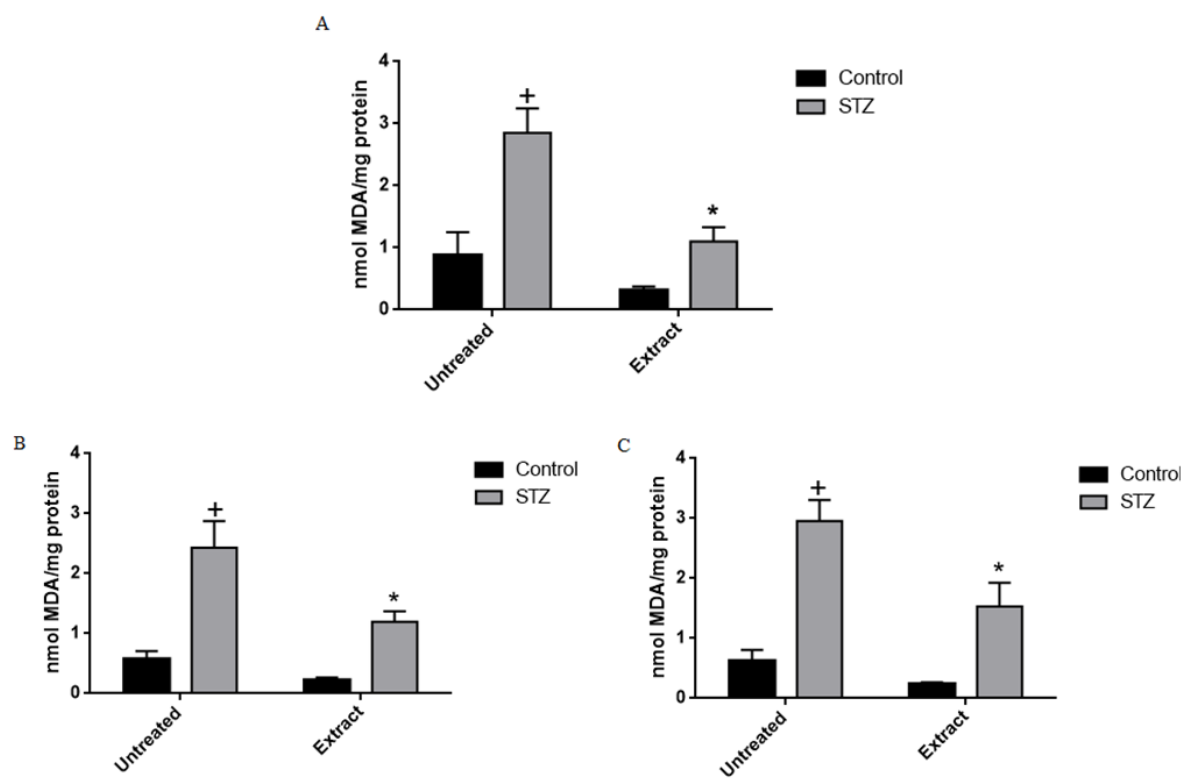 A
nmol MDA/mg protein
4
3
2
1
0
+
*
Untreated
Extract
Control
STZ
B
nmol MDA/mg protein
4
3
2
1
0
+
*
Untreated
Extract
Control
STZ
C
nmol MDA/mg protein
4
3
2
1
0
+
*
Untreated
Extract
Control
STZ